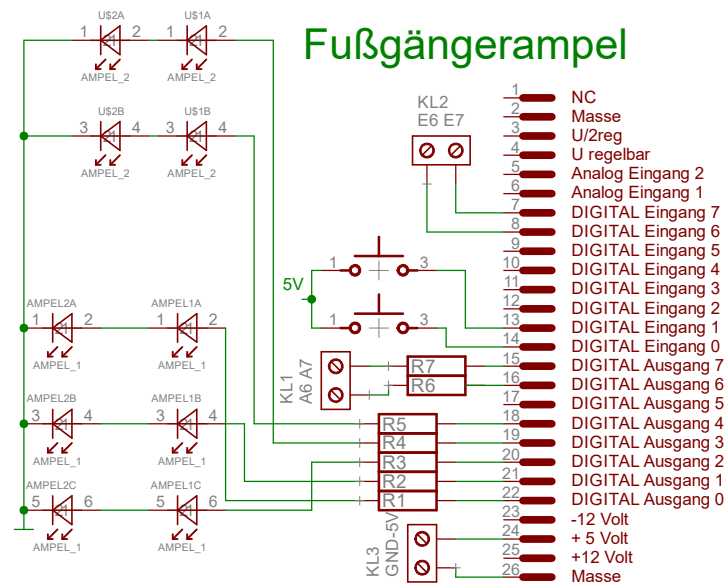 Fußgängerampel
U$2A U$1A
1 2 1 2
AMPEL_2 AMPEL_2
U$2B U$1B
3 4 3 4
AMPEL_2 AMPEL_2
AMPEL2A AMPEL1A
1 2 1 2
AMPEL_1 AMPEL_1
AMPEL2B AMPEL1B
3 4 3 4
AMPEL_1 AMPEL_1
AMPEL2C AMPEL1C
5 6 5 6
AMPEL_1 AMPEL_1
KL2
E6 E7
5V
1 3
1 3
KL1
A6 A7
R7
R6
R5
R4
R3
R2
R1
KL3
GND-5V
1 NC
2 Masse
3 U/2reg
4 U regelbar
5 Analog Eingang 2
6 Analog Eingang 1
7 DIGITAL Eingang 7
8 DIGITAL Eingang 6
9 DIGITAL Eingang 5
10 DIGITAL Eingang 4
11 DIGITAL Eingang 3
12 DIGITAL Eingang 2
13 DIGITAL Eingang 1
14 DIGITAL Eingang 0
15 DIGITAL Ausgang 7
16 DIGITAL Ausgang 6
17 DIGITAL Ausgang 5
18 DIGITAL Ausgang 4
19 DIGITAL Ausgang 3
20 DIGITAL Ausgang 2
21 DIGITAL Ausgang 1
22 DIGITAL Ausgang 0
23 -12 Volt
24 + 5 Volt
25 +12 Volt
26 Masse